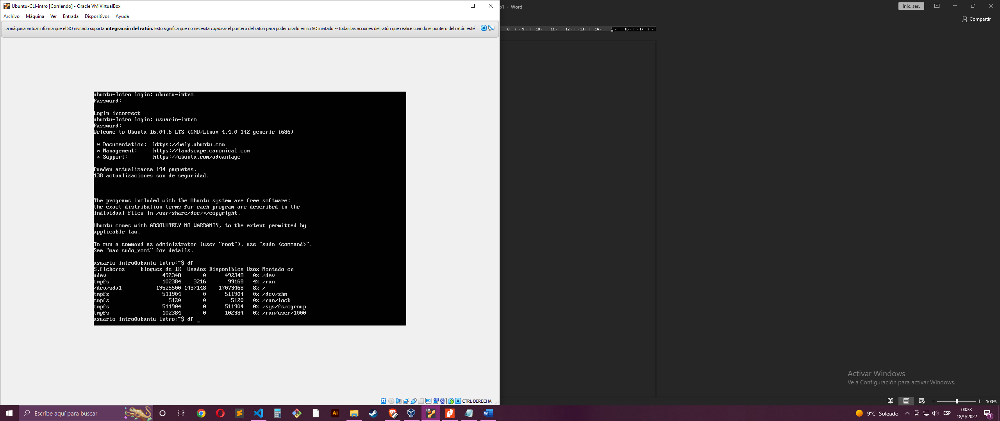 Ubuntu-CLI-intro [Corriendo] - Oracle VM VirtualBox
Archivo Máquina Ver Entrada Dispositivos Ayuda
La máquina virtual informa que el SO invitado soporta integración del ratón. Esto significa que no necesita capturar el puntero del ratón para poder usarlo en su SO invitado -- todas las acciones del ratón que realice cuando el puntero del ratón esté
ubuntu-Intro login: ubuntu-intro
Password:
Login incorrect
ubuntu-Intro login: usuario-intro
Password:
Welcome to Ubuntu 16.04.6 LTS (GNU/Linux 4.4.0-142-generic i686)
* Documentation: https://help.ubuntu.com
* Management: https://landscape.canonical.com
* Support: https://ubuntu.com/advantage
Pueden actualizarse 194 paquetes.
138 actualizaciones son de seguridad.
The programs included with the Ubuntu system are free software;
the exact distribution terms for each program are described in the
individual files in /usr/share/doc/*/copyright.
Ubuntu comes with ABSOLUTELY NO WARRANTY, to the extent permitted by
applicable law.
To run a command as administrator (user "root"), use "sudo <command>".
See "man sudo_root" for details.
usuario-intro@ubuntu-Intro:~$ df
S.ficheros bloques de 1K Usados Disponibles Uso% Montado en
udev 492348 0 492348 0% /dev
tmpfs 102384 3216 99168 4% /run
/dev/sda1 19525500 1437148 17073468 8% /
tmpfs 511904 0 511904 0% /dev/shm
tmpfs 5120 0 5120 0% /run/lock
tmpfs 511904 0 511904 0% /sys/fs/cgroup
tmpfs 102384 0 102384 0% /run/user/1000
usuario-intro@ubuntu-Intro:~$ df _
CTRL DERECHA
o1 - Word
Inic. ses.
Compartir
8 9 10 11 12 13 14 16 17
Activar Windows
Ve a Configuración para activar Windows.
100%
Escribe aquí para buscar
Ai
W
9°C Soleado
ESP
00:33
18/9/2022
1